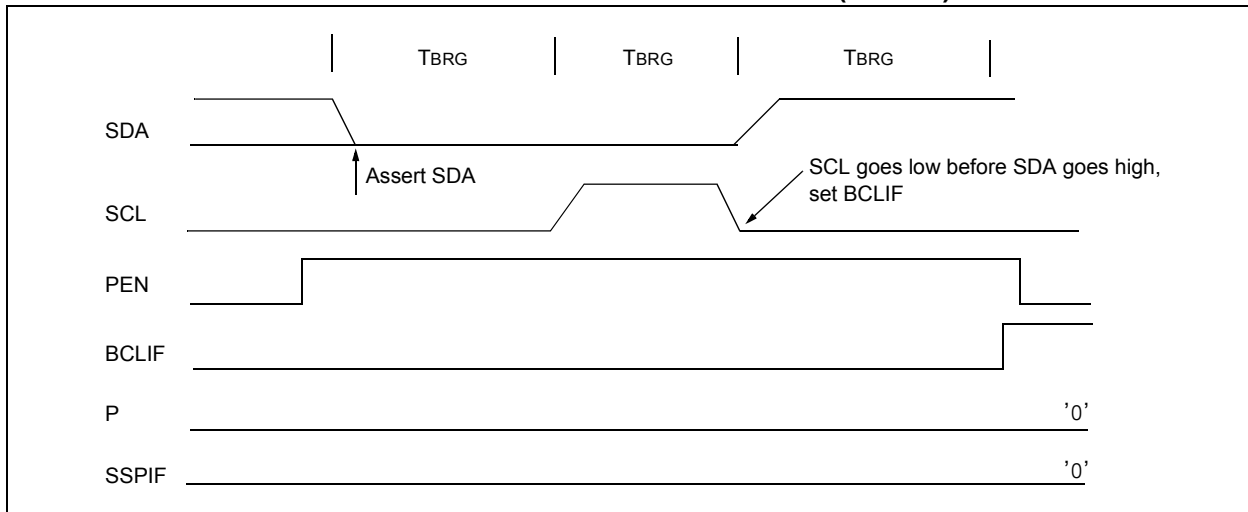 TBRG TBRG TBRG
SDA
Assert SDA
SCL goes low before SDA goes high,
set BCLIF
SCL
PEN
BCLIF
P '0'
SSPIF '0'